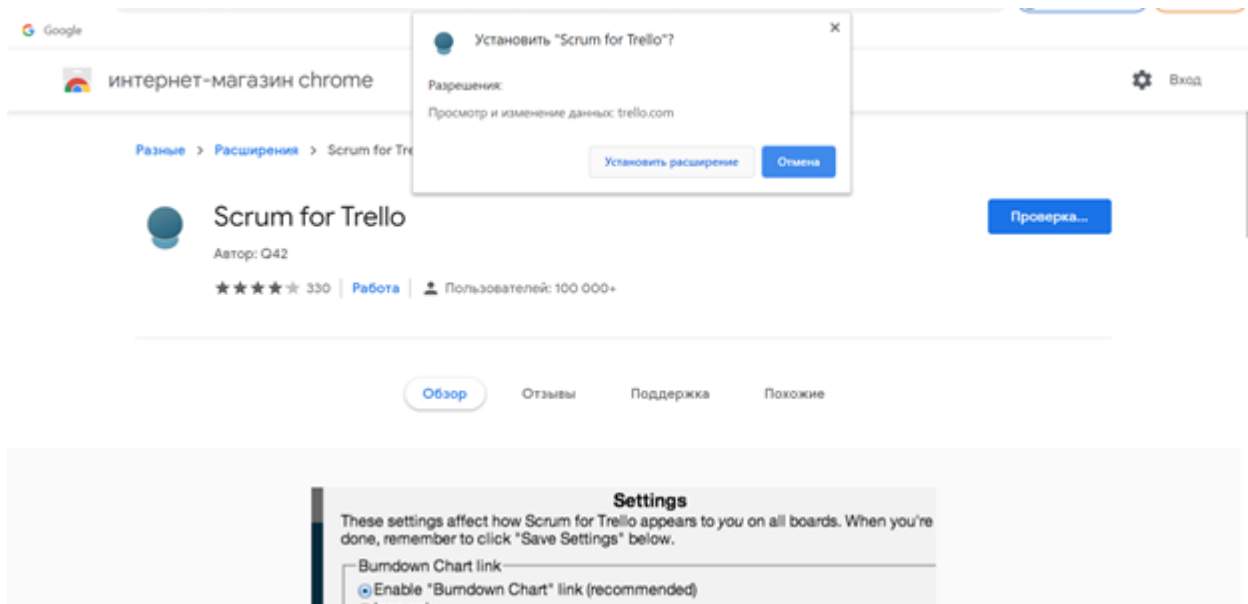 Google
Установить "Scrum for Trello"?
интернет-магазин chrome
Вход
Разрешения:
Просмотр и изменение данных: trello.com
Установить расширение
Отмена
Разные > Расширения > Scrum for Tre
Scrum for Trello
Проверка...
Автор: Q42
330 | Работа | Пользователей: 100 000+
Обзор
Отзывы
Поддержка
Похожие
Settings
These settings affect how Scrum for Trello appears to you on all boards. When you're
done, remember to click "Save Settings" below.
Burndown Chart link
Enable "Burndown Chart" link (recommended)